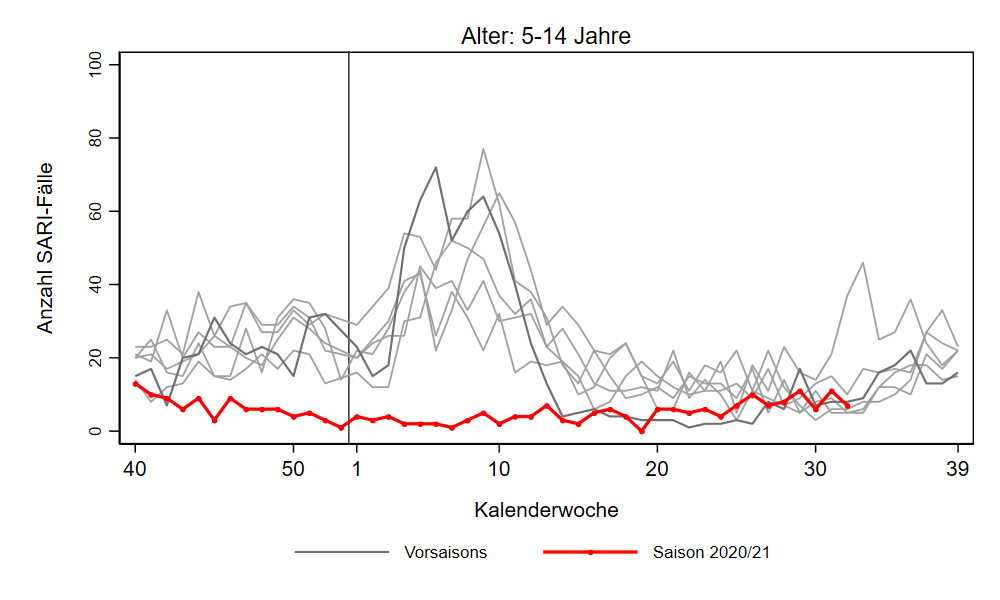 Alter: 5-14 Jahre
Anzahl SARI-Fälle
100
80
60
40
20
0
40 50 1 10 20 30 39
Kalenderwoche
Vorsaisons Saison 2020/21